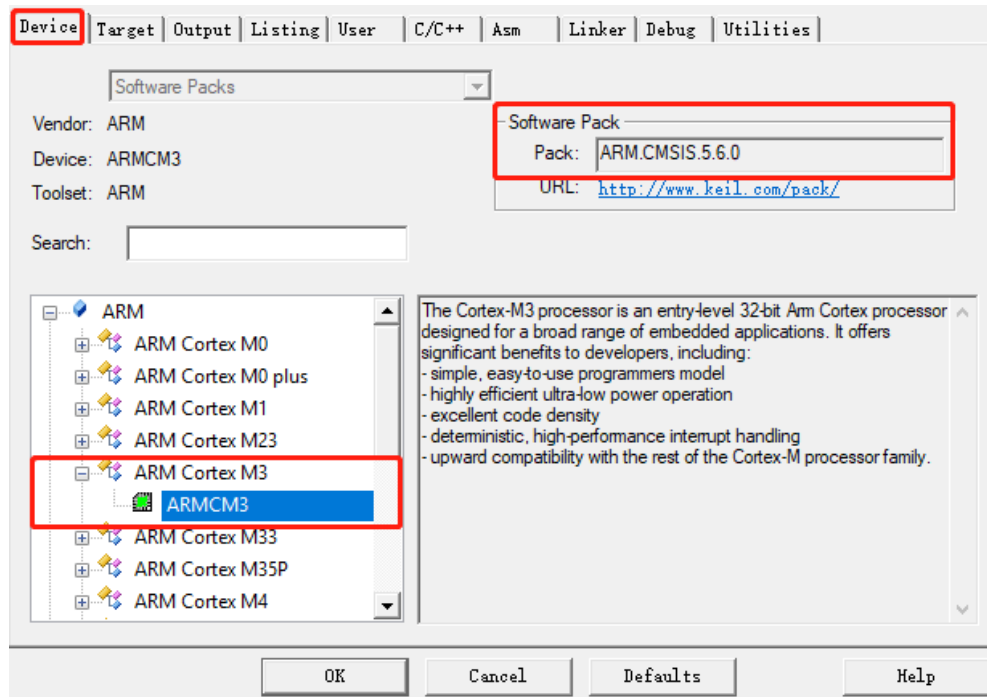 Device Target Output Listing User C/C++ Asm Linker Debug Utilities
Software Packs
Vendor: ARM
Device: ARMCM3
Toolset: ARM
Software Pack
Pack: ARM.CMSIS.5.6.0
URL: http://www.keil.com/pack/
Search:
ARM
ARM Cortex M0
ARM Cortex M0 plus
ARM Cortex M1
ARM Cortex M23
ARM Cortex M3
ARMCM3
ARM Cortex M33
ARM Cortex M35P
ARM Cortex M4
The Cortex-M3 processor is an entry-level 32-bit Arm Cortex processor
designed for a broad range of embedded applications. It offers
significant benefits to developers, including:
- simple, easy-to-use programmers model
- highly efficient ultra-low power operation
- excellent code density
- deterministic, high-performance interrupt handling
- upward compatibility with the rest of the Cortex-M processor family.
OK Cancel Defaults Help